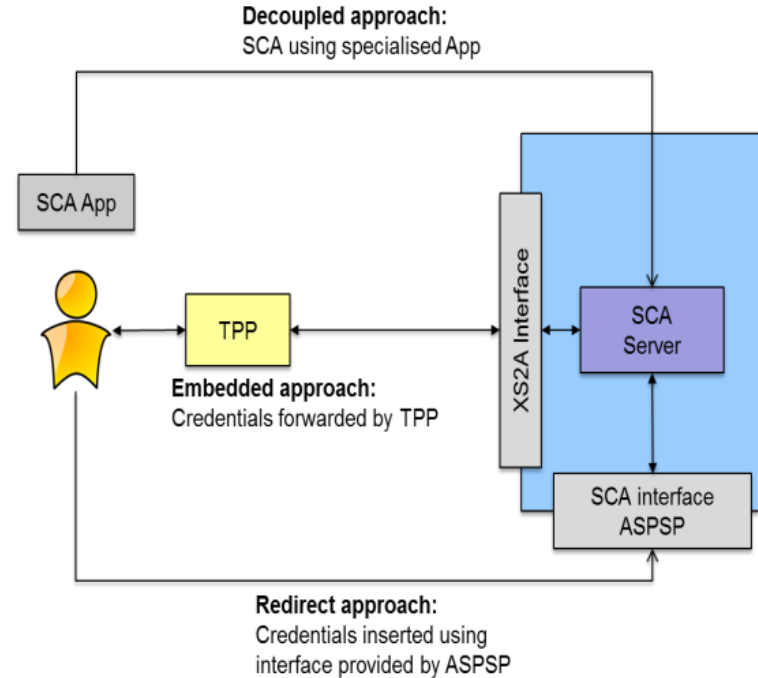 Decoupled approach:
SCA using specialised App
SCA App
TPP
XS2A Interface
SCA
Server
Embedded approach:
Credentials forwarded by TPP
SCA interface
ASPSP
Redirect approach:
Credentials inserted using
interface provided by ASPSP